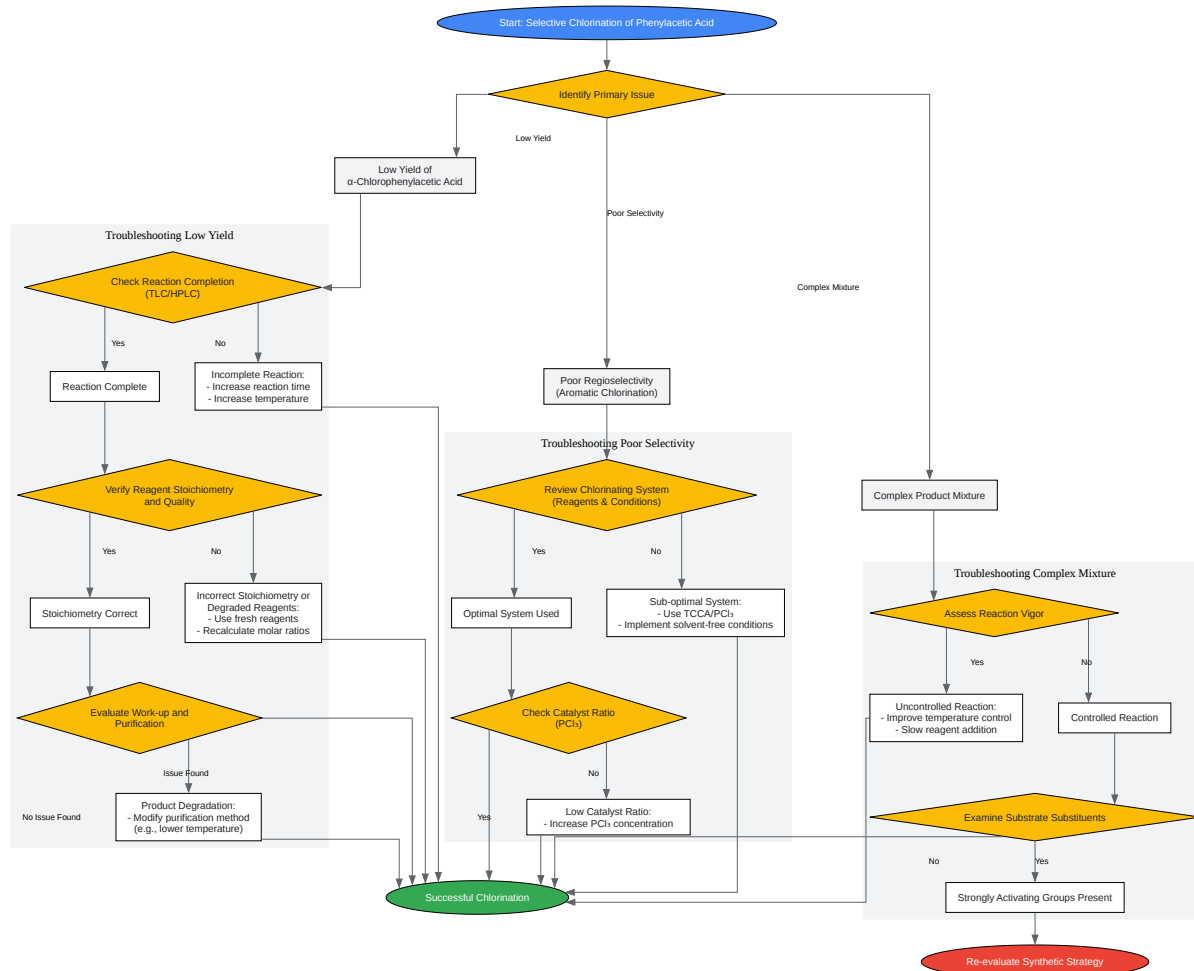 Start: Selective Chlorination of Phenylacetic Acid
Identify Primary Issue
Low Yield
Low Yield of
α-Chlorophenylacetic Acid
Poor Selectivity
Complex Mixture
Troubleshooting Low Yield
Check Reaction Completion
(TLC/HPLC)
Yes
No
Reaction Complete
Incomplete Reaction:
- Increase reaction time
- Increase temperature
Verify Reagent Stoichiometry
and Quality
Yes
No
Stoichiometry Correct
Incorrect Stoichiometry or
Degraded Reagents:
- Use fresh reagents
- Recalculate molar ratios
Evaluate Work-up and
Purification
Issue Found
No Issue Found
Product Degradation:
- Modify purification method
(e.g., lower temperature)
Poor Regioselectivity
(Aromatic Chlorination)
Troubleshooting Poor Selectivity
Review Chlorinating System
(Reagents & Conditions)
Yes
No
Optimal System Used
Sub-optimal System:
- Use TCCA/PCl₃
- Implement solvent-free conditions
Check Catalyst Ratio
(PCl₃)
No
Yes
Low Catalyst Ratio:
- Increase PCl₃ concentration
Complex Product Mixture
Troubleshooting Complex Mixture
Assess Reaction Vigor
Yes
No
Uncontrolled Reaction:
- Improve temperature control
- Slow reagent addition
Controlled Reaction
Examine Substrate Substituents
No
Yes
Strongly Activating Groups Present
Successful Chlorination
Re-evaluate Synthetic Strategy